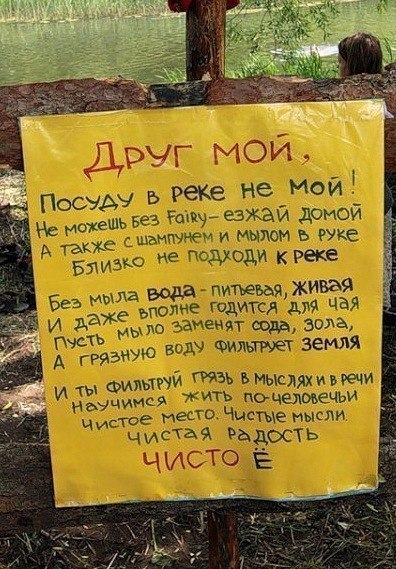 Друг мой,
Посуду в реке не мой!
Не можешь без Fairy – езжай домой
А также с шампунем и мылом в руке
Близко не подходи к реке
Без мыла вода - питьевая, живая
И даже вполне годится для чая
Пусть мыло заменят сода, зола,
А грязную воду фильтрует земля
И ты фильтруй грязь в мыслях и в речи
Научимся жить по-человечьи
Чистое место. Чистые мысли.
Чистая радость
Чисто Ё